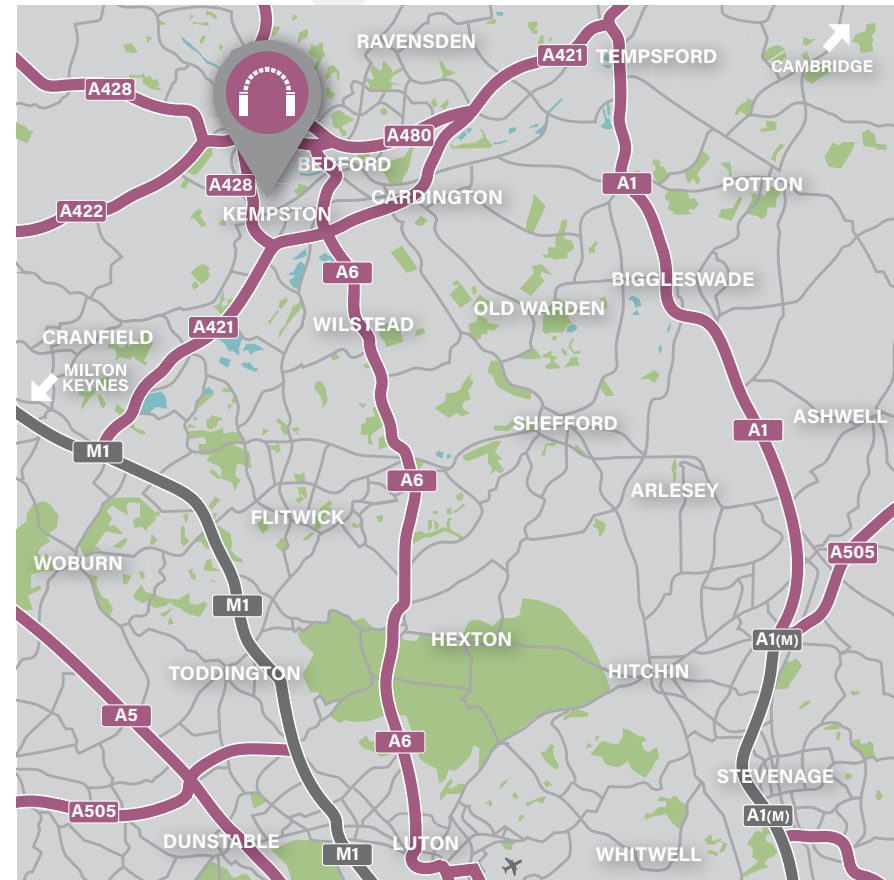 RAVENSDEN
A421
TEMPSFORD
CAMBRIDGE
A428
A480
BEDFORD
A428
A1
POTTON
CARDINGTON
A422
KEMPSTON
A6
BIGGLESWADE
OLD WARDEN
A421
WILSTEAD
CRANFIELD
MILTON
KEYNES
ASHWELL
SHEFFORD
A1
M1
A6
ARLESEY
FLITWICK
A505
WOBURN
M1
HEXTON
A1(M)
TODDINGTON
HITCHIN
A5
A6
STEVENAGE
A505
A1(M)
DUNSTABLE
LUTON
M1
WHITWELL